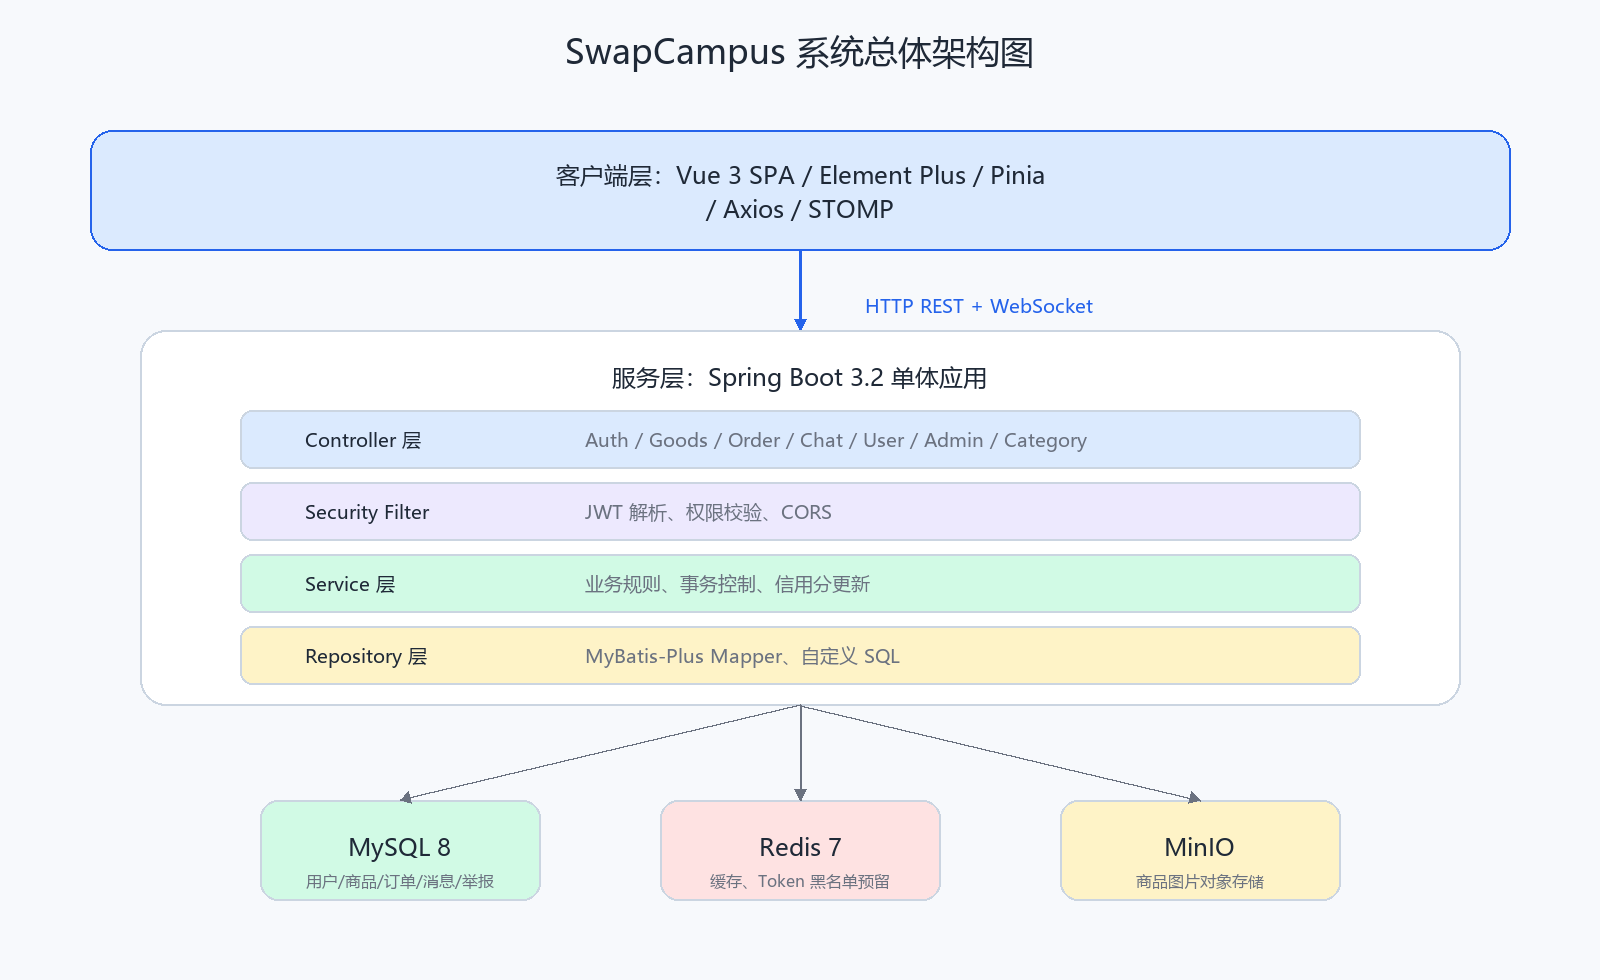 SwapCampus 系统总体架构图
客户端层：Vue 3 SPA / Element Plus / Pinia
/ Axios / STOMP
HTTP REST + WebSocket
服务层：Spring Boot 3.2 单体应用
Controller 层 Auth / Goods / Order / Chat / User / Admin / Category
Security Filter JWT 解析、权限校验、CORS
Service 层 业务规则、事务控制、信用分更新
Repository 层 MyBatis-Plus Mapper、自定义 SQL
MySQL 8
用户/商品/订单/消息/举报
Redis 7
缓存、Token 黑名单预留
MinIO
商品图片对象存储